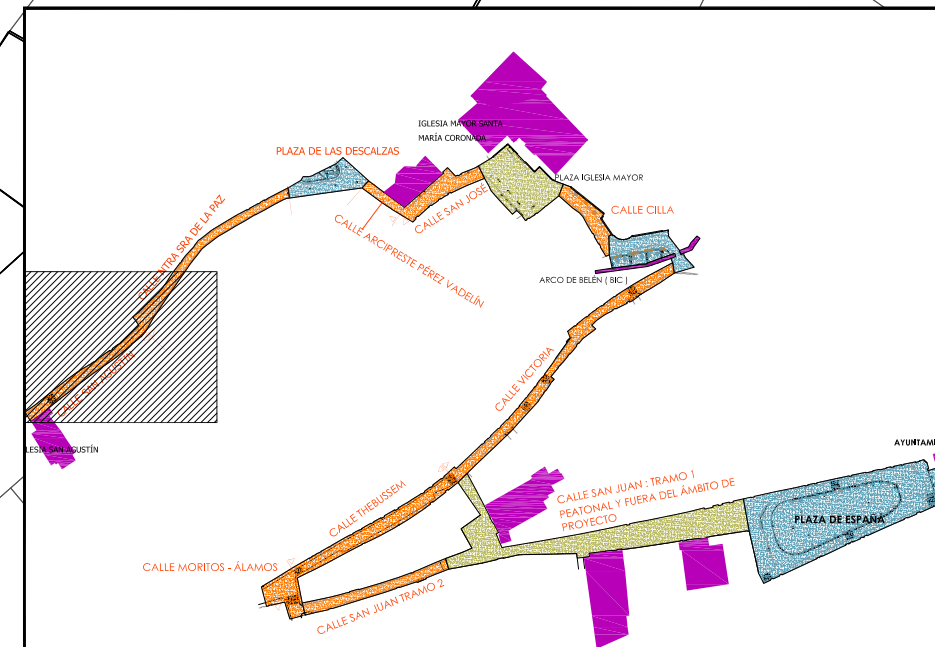 IGLESIA MAYOR SANTA
MARÍA CORONADA
PLAZA DE LAS DESCALZAS
PLAZA IGLESIA MAYOR
CALLE SAN JOSÉ
CALLE CILLA
CALLE NTRA SRA DE LA PAZ
CALLE ARCIPRESTE PÉREZ VADELÍN
ARCO DE BELÉN ( BIC )
CALLE SAN AGUSTÍN
CALLE VICTORIA
LESIA SAN AGUSTÍN
AYUNTAM
CALLE THEBUSSEM
CALLE SAN JUAN : TRAMO 1
PEATONAL Y FUERA DEL ÁMBITO DE
PROYECTO
PLAZA DE ESPAÑA
CALLE MORITOS - ÁLAMOS
CALLE SAN JUAN TRAMO 2